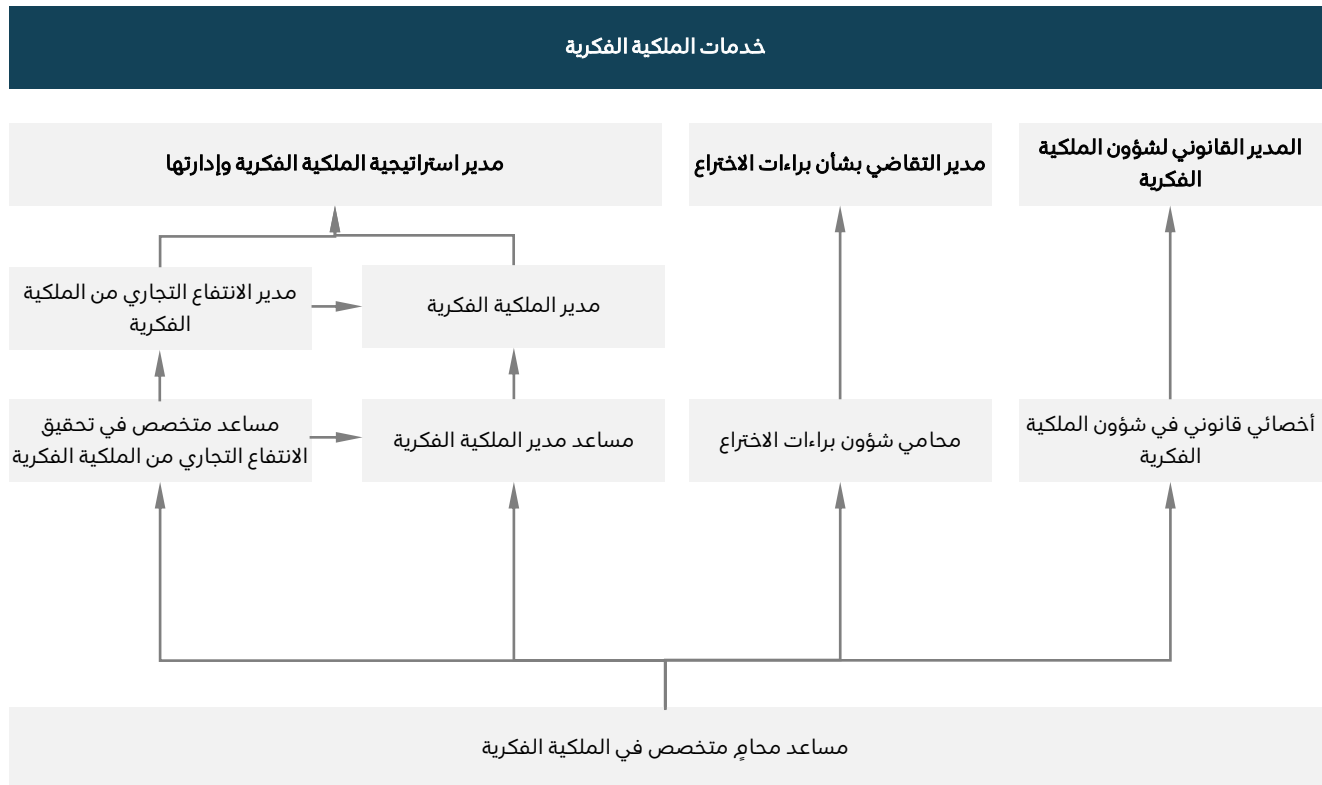 خدمات الملكية الفكرية
المدير القانوني لشؤون الملكية
الفكرية
مدير التقاضي بشأن براءات الاختراع
مدير استراتيجية الملكية الفكرية وإدارتها
مدير الملكية الفكرية
مدير الانتفاع التجاري من الملكية
الفكرية
أخصائي قانوني في شؤون الملكية
الفكرية
محامي شؤون براءات الاختراع
مساعد مدير الملكية الفكرية
مساعد متخصص في تحقيق
الانتفاع التجاري من الملكية الفكرية
مساعد محامٍ متخصص في الملكية الفكرية